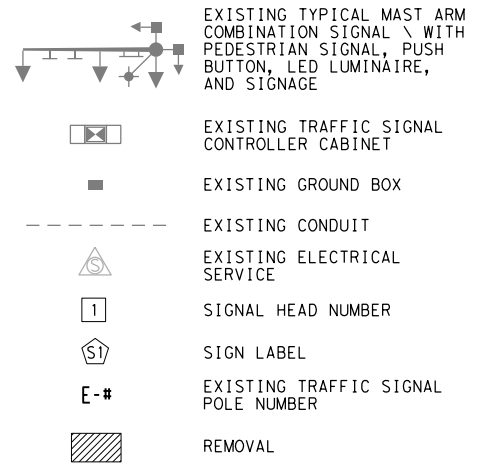 EXISTING TYPICAL MAST ARM
COMBINATION SIGNAL \ WITH
PEDESTRIAN SIGNAL, PUSH
BUTTON, LED LUMINAIRE,
AND SIGNAGE
EXISTING TRAFFIC SIGNAL
CONTROLLER CABINET
EXISTING GROUND BOX
EXISTING CONDUIT
S
EXISTING ELECTRICAL
SERVICE
1
SIGNAL HEAD NUMBER
S1
SIGN LABEL
E-#
EXISTING TRAFFIC SIGNAL
POLE NUMBER
REMOVAL